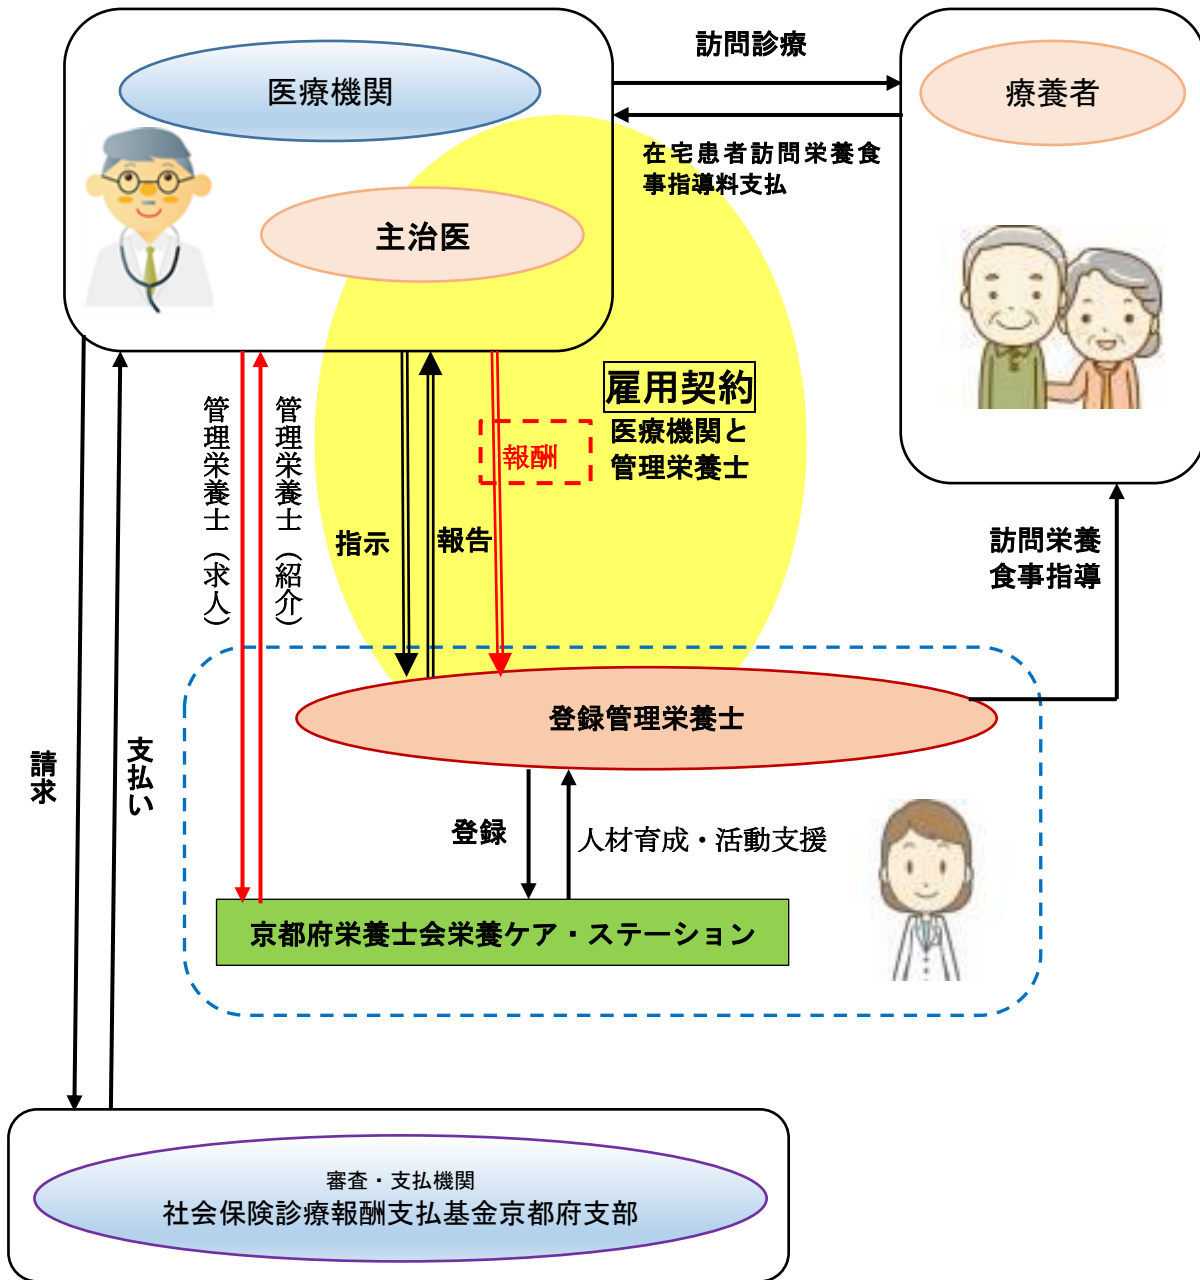 医療機関
主治医
訪問診療
在宅患者訪問栄養食
事指導料支払
療養者
雇用契約
医療機関と
管理栄養士
報酬
管理栄養士（求人）
管理栄養士（紹介）
指示
報告
訪問栄養
食事指導
登録管理栄養士
請求
支払い
登録
人材育成・活動支援
京都府栄養士会栄養ケア・ステーション
審査・支払機関
社会保険診療報酬支払基金京都府支部